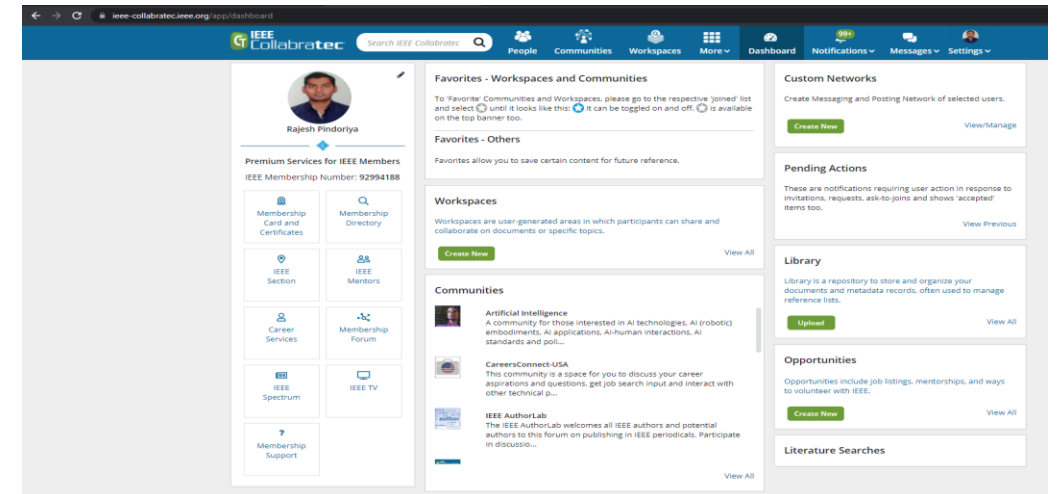 ieee-collabratec.ieee.org/app/dashboard
IEEE
Collabratec
Search IEEE Collabratec
People
Communities
Workspaces
More
Dashboard
99+
Notifications
Messages
Settings
Rajesh Pindoriya
Premium Services for IEEE Members
IEEE Membership Number: 92994188
Membership
Card and
Certificates
Membership
Directory
IEEE
Section
IEEE
Mentors
Career
Services
Membership
Forum
IEEE
Spectrum
IEEE TV
?
Membership
Support
Favorites - Workspaces and Communities
To 'Favorite' Communities and Workspaces, please go to the respective 'joined' list
and select until it looks like this: It can be toggled on and off. is available
on the top banner too.
Favorites - Others
Favorites allow you to save certain content for future reference.
Workspaces
Workspaces are user-generated areas in which participants can share and
collaborate on documents or specific topics.
Create New
View All
Communities
Artificial Intelligence
A community for those interested in AI technologies, AI (robotic)
embodiments, AI applications, AI-human interactions, AI
standards and poli...
CareersConnect-USA
This community is a space for you to discuss your career
aspirations and questions, get job search input and interact with
other technical p...
author
IEEE AuthorLab
The IEEE AuthorLab welcomes all IEEE authors and potential
authors to this forum on publishing in IEEE periodicals. Participate
in discussio...
View All
Custom Networks
Create Messaging and Posting Network of selected users.
Create New
View/Manage
Pending Actions
These are notifications requiring user action in response to
invitations, requests, ask-to-joins and shows 'accepted'
items too.
View Previous
Library
Library is a repository to store and organize your
documents and metadata records, often used to manage
reference lists.
Upload
View All
Opportunities
Opportunities include job listings, mentorships, and ways
to volunteer with IEEE.
Create New
View All
Literature Searches